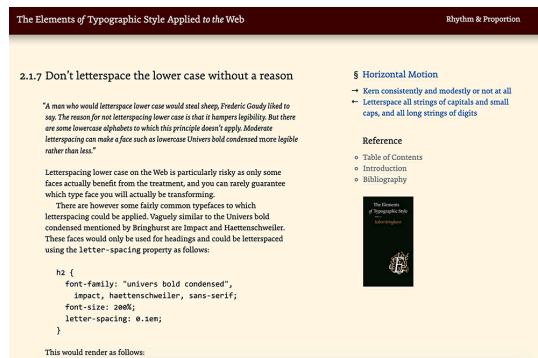 The Elements of Typographic Style Applied to the Web
Rhythm & Proportion
2.1.7 Don’t letterspace the lower case without a reason
“A man who would letterspace lower case would steal sheep, Frederic Goudy liked to
say. The reason for not letterspacing lower case is that it hampers legibility. But there
are some lowercase alphabets to which this principle doesn’t apply. Moderate
letterspacing can make a face such as lowercase Univers bold condensed more legible
rather than less.”
Letterspacing lower case on the Web is particularly risky as only some
faces actually benefit from the treatment, and you can rarely guarantee
which type face you will actually be transforming.
There are however some fairly common typefaces to which
letterspacing could be applied. Vaguely similar to the Univers bold
condensed mentioned by Bringhurst are Impact and Haettenschweiler.
These faces would only be used for headings and could be letterspaced
using the letter-spacing property as follows:
h2 {
font-family: "univers bold condensed",
impact, haettenschweiler, sans-serif;
font-size: 200%;
letter-spacing: 0.1em;
}
This would render as follows:
§ Horizontal Motion
→ Kern consistently and modestly or not at all
← Letterspace all strings of capitals and small
caps, and all long strings of digits
Reference
Table of Contents
Introduction
Bibliography
The Elements
of Typographic Style
Robert Bringhurst